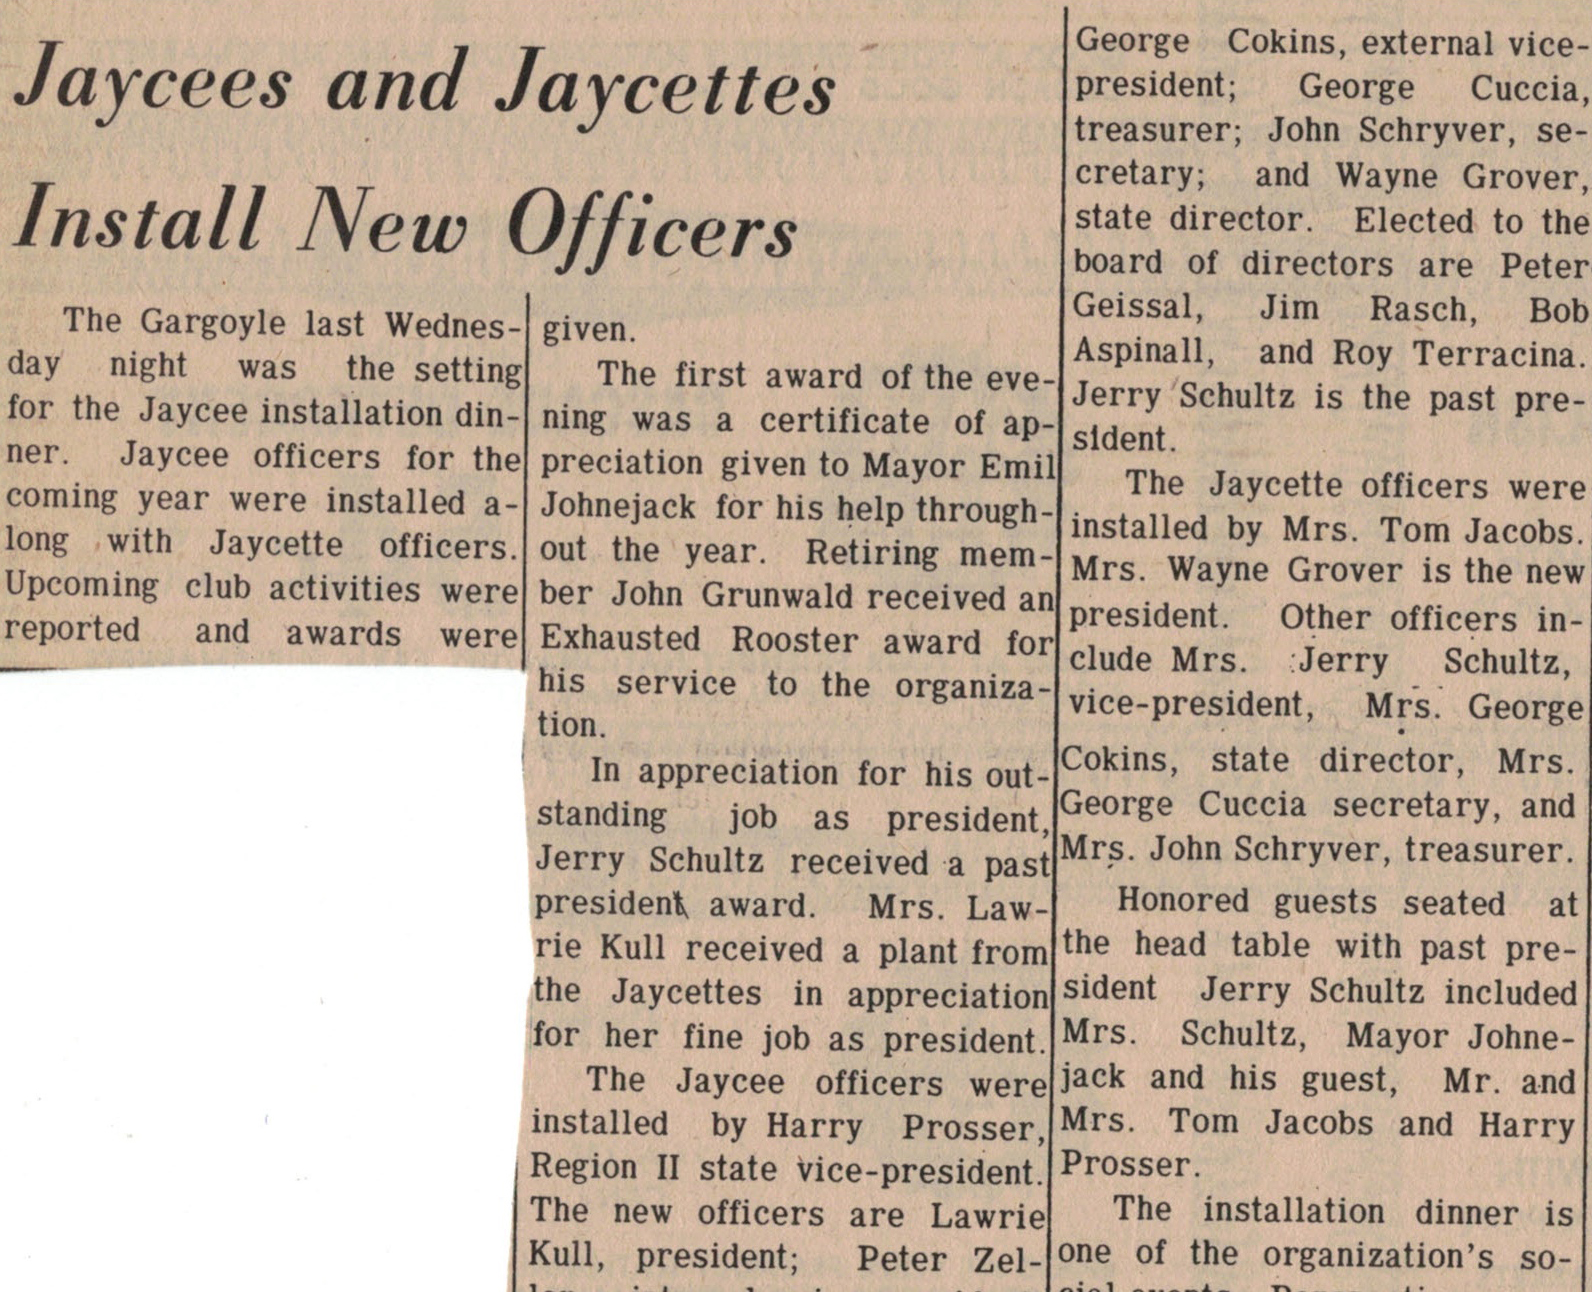 Jaycees and Jaycettes
Install New Officers
The Gargoyle last Wednes-
day night was the setting
for the Jaycee installation din-
ner. Jaycee officers for the
coming year were installed a-
long with Jaycette officers.
Upcoming club activities were
reported and awards were
given.
The first award of the eve-
ning was a certificate of ap-
preciation given to Mayor Emil
Johnejack for his help through-
out the year. Retiring mem-
ber John Grunwald received an
Exhausted Rooster award for
his service to the organiza-
tion.
In appreciation for his out-
standing job as president,
Jerry Schultz received a past
president award. Mrs. Law-
rie Kull received a plant from
the Jaycettes in appreciation
for her fine job as president.
The Jaycee officers were
installed by Harry Prosser,
Region II state vice-president.
The new officers are Lawrie
Kull, president; Peter Zel-
George Cokins, external vice-
president; George Cuccia,
treasurer; John Schryver, se-
cretary; and Wayne Grover,
state director. Elected to the
board of directors are Peter
Geissal, Jim Rasch, Bob
Aspinall, and Roy Terracina.
Jerry Schultz is the past pre-
sident.
The Jaycette officers were
installed by Mrs. Tom Jacobs.
Mrs. Wayne Grover is the new
president. Other officers in-
clude Mrs. Jerry Schultz,
vice-president, Mrs. George
Cokins, state director, Mrs.
George Cuccia secretary, and
Mrs. John Schryver, treasurer.
Honored guests seated at
the head table with past pre-
sident Jerry Schultz included
Mrs. Schultz, Mayor Johne-
jack and his guest, Mr. and
Mrs. Tom Jacobs and Harry
Prosser.
The installation dinner is
one of the organization's so-